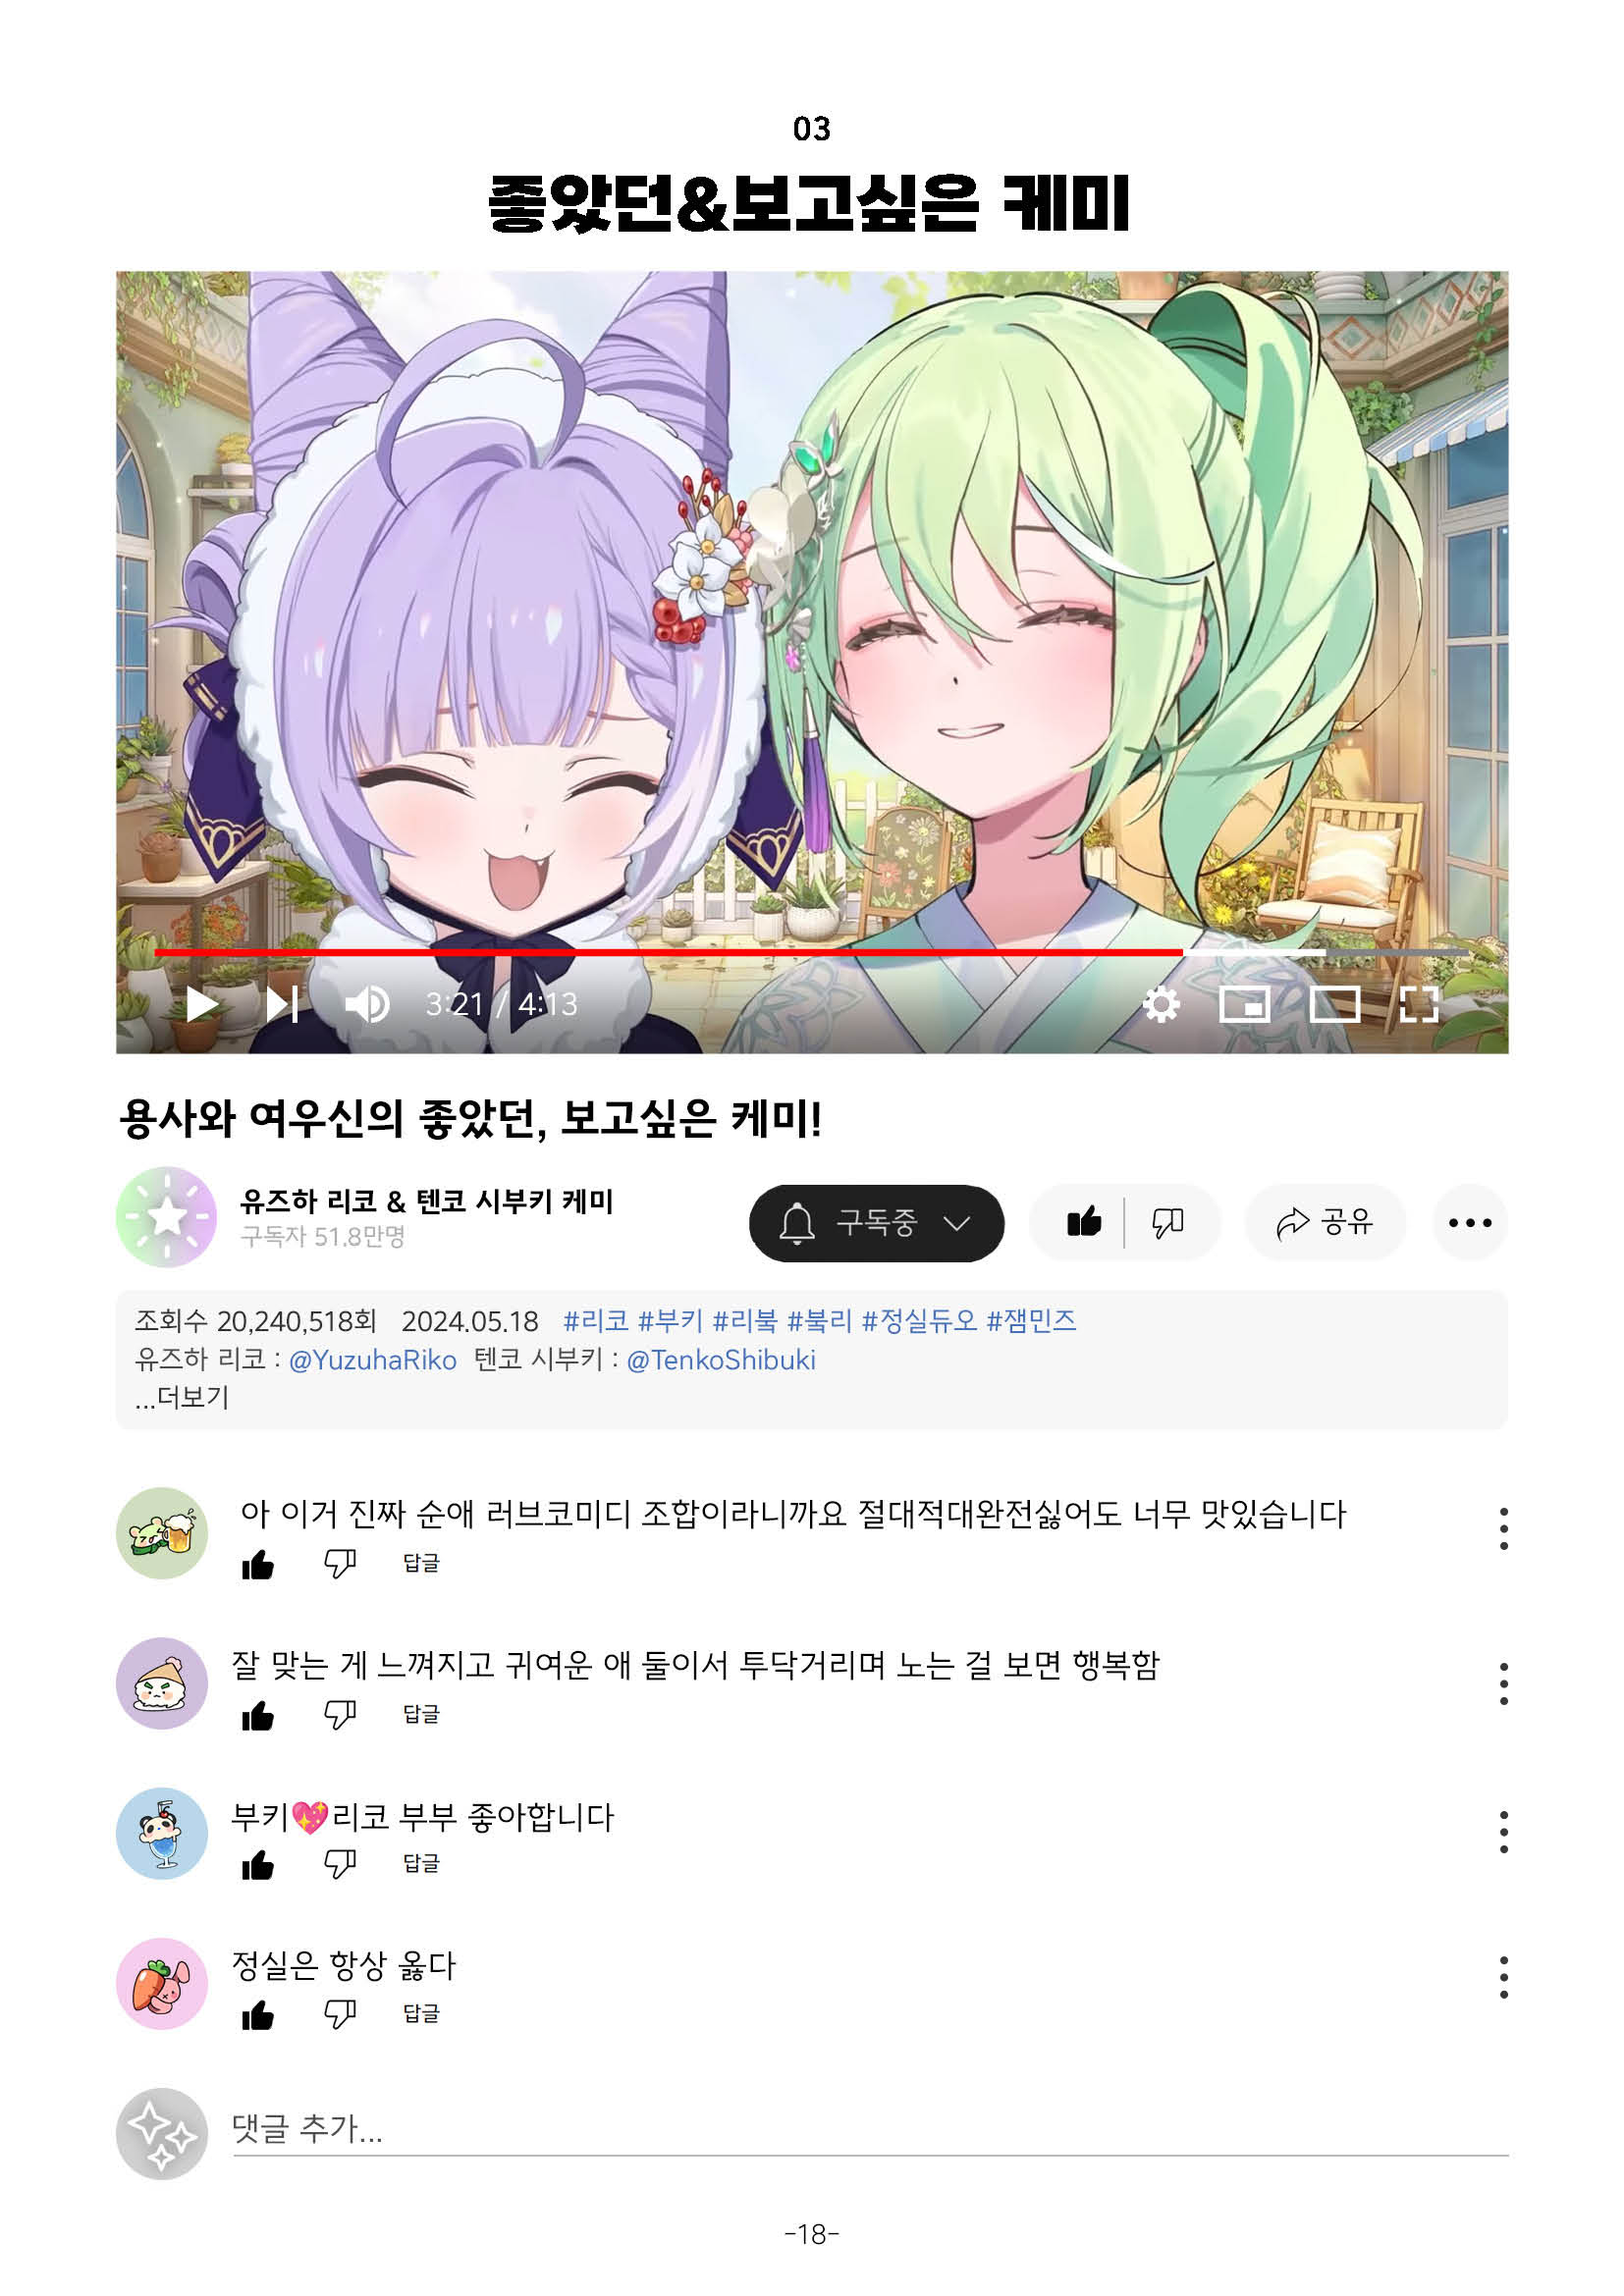 03
좋았던&보고싶은 케미
3:21 / 4:13
용사와 여우신의 좋았던, 보고싶은 케미!
유즈하 리코 & 텐코 시부키 케미
구독자 51.8만명
구독중
공유
조회수 20,240,518회 2024.05.18 #리코 #부키 #리붘 #붘리 #정실듀오 #잼민즈
유즈하 리코 : @YuzuhaRiko 텐코 시부키 : @TenkoShibuki
...더보기
아 이거 진짜 순애 러브코미디 조합이라니까요 절대적대완전싫어도 너무 맛있습니다
답글
잘 맞는 게 느껴지고 귀여운 애 둘이서 투닥거리며 노는 걸 보면 행복함
답글
부키💖리코 부부 좋아합니다
답글
정실은 항상 옳다
답글
댓글 추가...
-18-